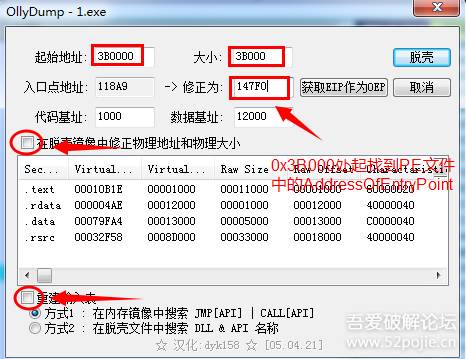 OllyDump - 1.exe
起始地址: 3B0000 大小: 3B000 脱壳
入口点地址: 118A9 -> 修正为: 147F0 获取EIP作为OEP 取消
代码基址: 1000 数据基址: 12000
在脱壳镜像中修正物理地址和物理大小
0x3B000处起找到PE文件
中的AddressOfEntryPoint
Sec... Virtual... Virtual... Raw Size Raw Offset Characteristi
.text 00010B1E 00001000 00011000 00001000 60000020
.rdata 000004AE 00012000 00001000 00012000 40000040
.data 00079FA4 00013000 00005000 00013000 C0000040
.rsrc 00032F58 0008D000 00033000 00018000 40000040
重建输入表
方式1 : 在内存镜像中搜索 JMP[API] | CALL[API]
方式2 : 在脱壳文件中搜索 DLL & API 名称
☆ 汉化:dyk158 ☆ [05.04.21]
吾爱破解论坛
www.52pojie.cn